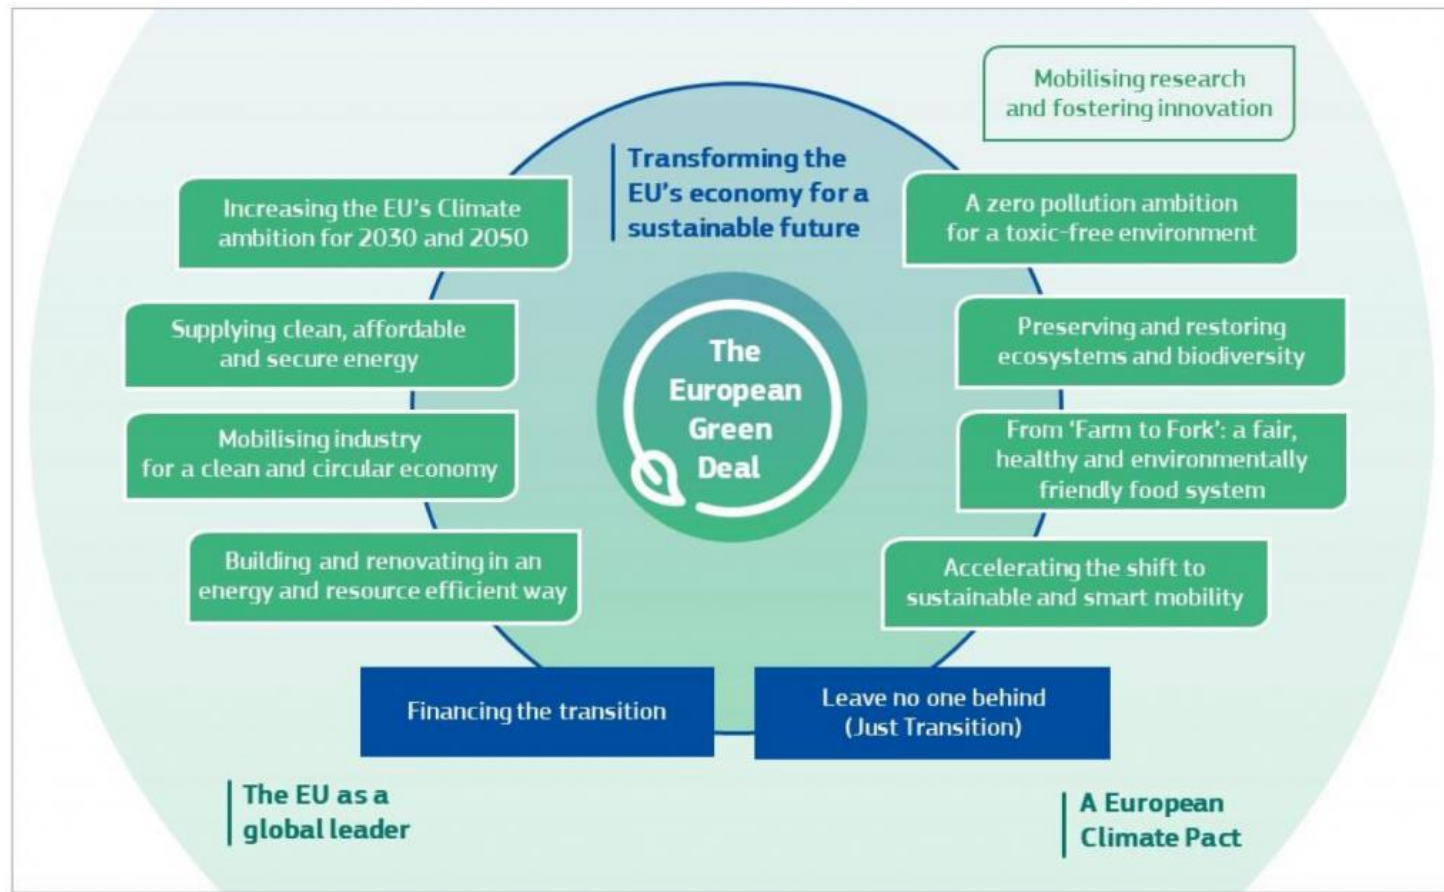 Mobilising research
and fostering innovation
Transforming the
EU's economy for a
sustainable future
Increasing the EU's Climate
ambition for 2030 and 2050
A zero pollution ambition
for a toxic-free environment
Supplying clean, affordable
and secure energy
Preserving and restoring
ecosystems and biodiversity
The
European
Green
Deal
Mobilising industry
for a clean and circular economy
From 'Farm to Fork': a fair,
healthy and environmentally
friendly food system
Building and renovating in an
energy and resource efficient way
Accelerating the shift to
sustainable and smart mobility
Financing the transition
Leave no one behind
(Just Transition)
The EU as a
global leader
A European
Climate Pact